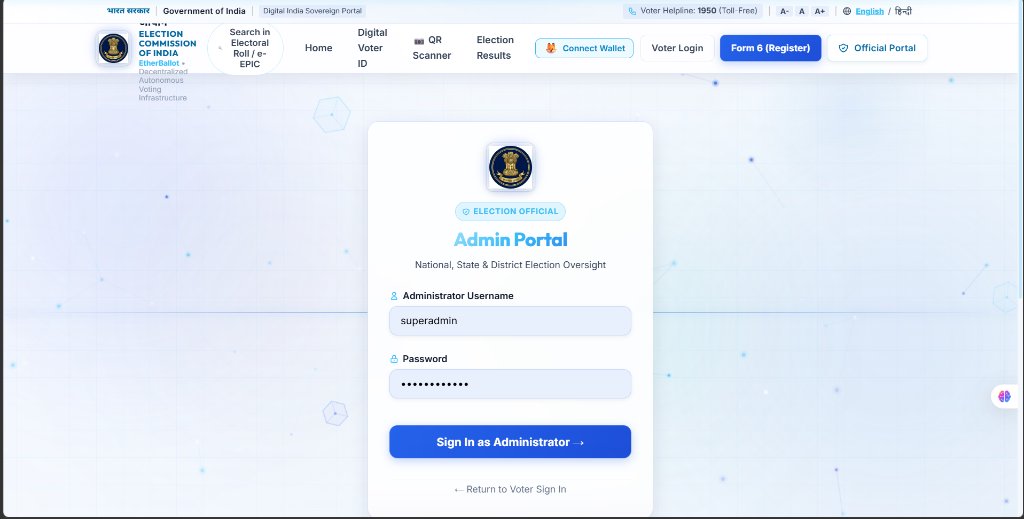 भारत सरकार
Government of India
Digital India Sovereign Portal
Voter Helpline: 1950 (Toll-Free)
A- A A+
English / हिन्दी
ELECTION
COMMISSION
OF INDIA
EtherBallot •
Decentralized
Autonomous
Voting
Infrastructure
Search in
Electoral
Roll / e-
EPIC
Home
Digital
Voter
ID
QR
Scanner
Election
Results
Connect Wallet
Voter Login
Form 6 (Register)
Official Portal
ELECTION OFFICIAL
Admin Portal
National, State & District Election Oversight
Administrator Username
superadmin
Password
••••••••••••
Sign In as Administrator →
← Return to Voter Sign In